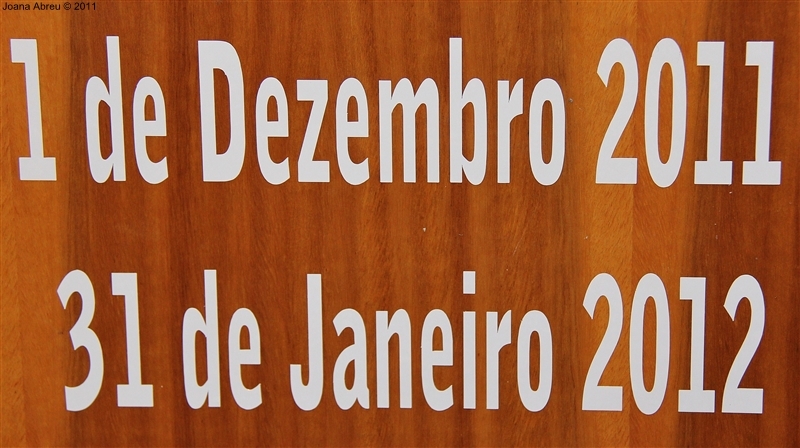 Joana Abreu © 2011
1 de Dezembro 2011
31 de Janeiro 2012